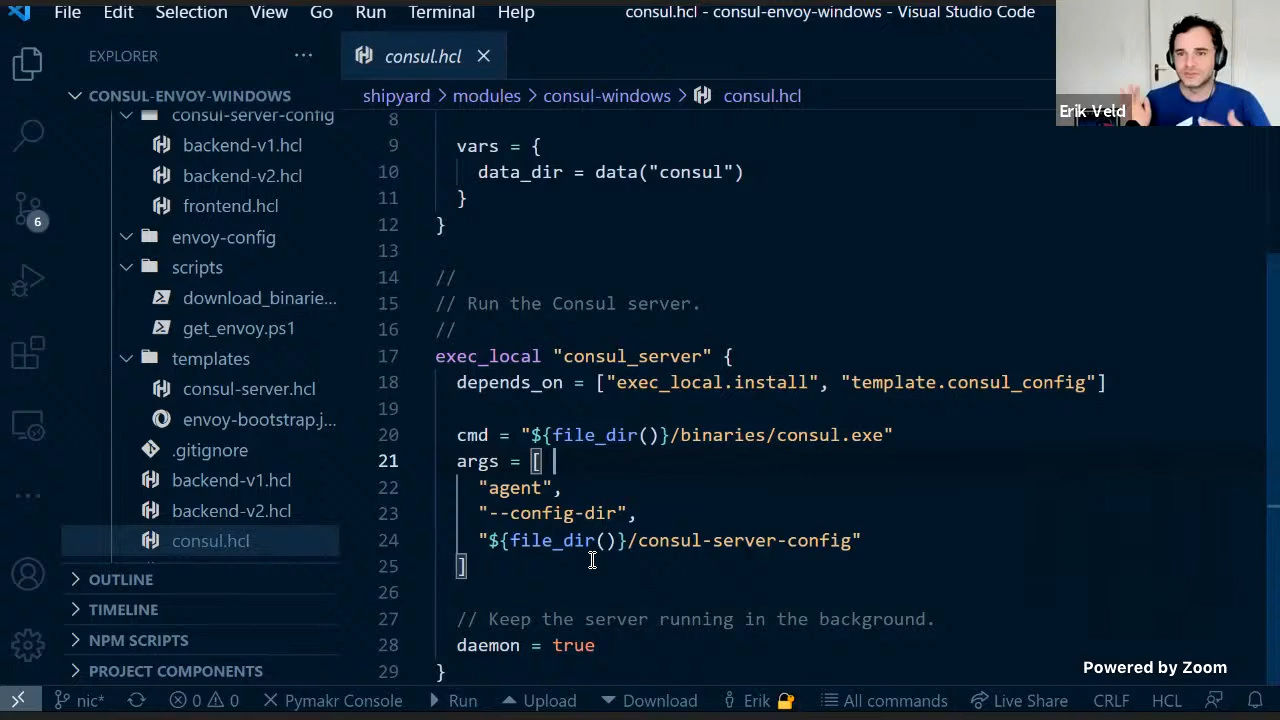 File Edit Selection View Go Run Terminal Help consul.hcl - consul-envoy-windows - Visual Studio Code
EXPLORER ···
CONSUL-ENVOY-WINDOWS
consul-server-config
backend-v1.hcl
backend-v2.hcl
frontend.hcl
envoy-config
scripts
download_binarie...
get_envoy.ps1
templates
consul-server.hcl
envoy-bootstrap.j...
.gitignore
backend-v1.hcl
backend-v2.hcl
consul.hcl
OUTLINE
TIMELINE
NPM SCRIPTS
PROJECT COMPONENTS
6
consul.hcl
shipyard > modules > consul-windows > consul.hcl
8
9 vars = {
10 data_dir = data("consul")
11 }
12 }
13
14 //
15 // Run the Consul server.
16 //
17 exec_local "consul_server" {
18 depends_on = ["exec_local.install", "template.consul_config"]
19
20 cmd = "${file_dir()}/binaries/consul.exe"
21 args = [
22 "agent",
23 "--config-dir",
24 "${file_dir()}/consul-server-config"
25 ]
26
27 // Keep the server running in the background.
28 daemon = true
29 }
Erik Veld
Powered by Zoom
nic* 0 0 Pymakr Console Run Upload Download Erik All commands Live Share CRLF HCL